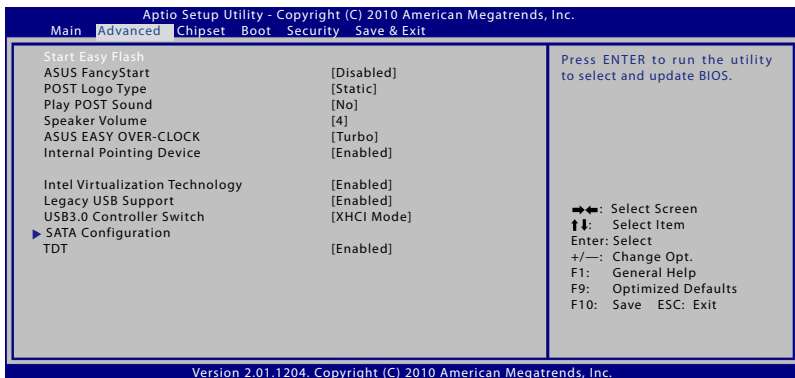 Aptio Setup Utility - Copyright (C) 2010 American Megatrends, Inc.
Main Advanced Chipset Boot Security Save & Exit
Start Easy Flash
ASUS FancyStart [Disabled]
POST Logo Type [Static]
Play POST Sound [No]
Speaker Volume [4]
ASUS EASY OVER-CLOCK [Turbo]
Internal Pointing Device [Enabled]
Intel Virtualization Technology [Enabled]
Legacy USB Support [Enabled]
USB3.0 Controller Switch [XHCI Mode]
SATA Configuration
TDT [Enabled]
Press ENTER to run the utility
to select and update BIOS.
→←: Select Screen
↑↓: Select Item
Enter: Select
+/—: Change Opt.
F1: General Help
F9: Optimized Defaults
F10: Save ESC: Exit
Version 2.01.1204. Copyright (C) 2010 American Megatrends, Inc.